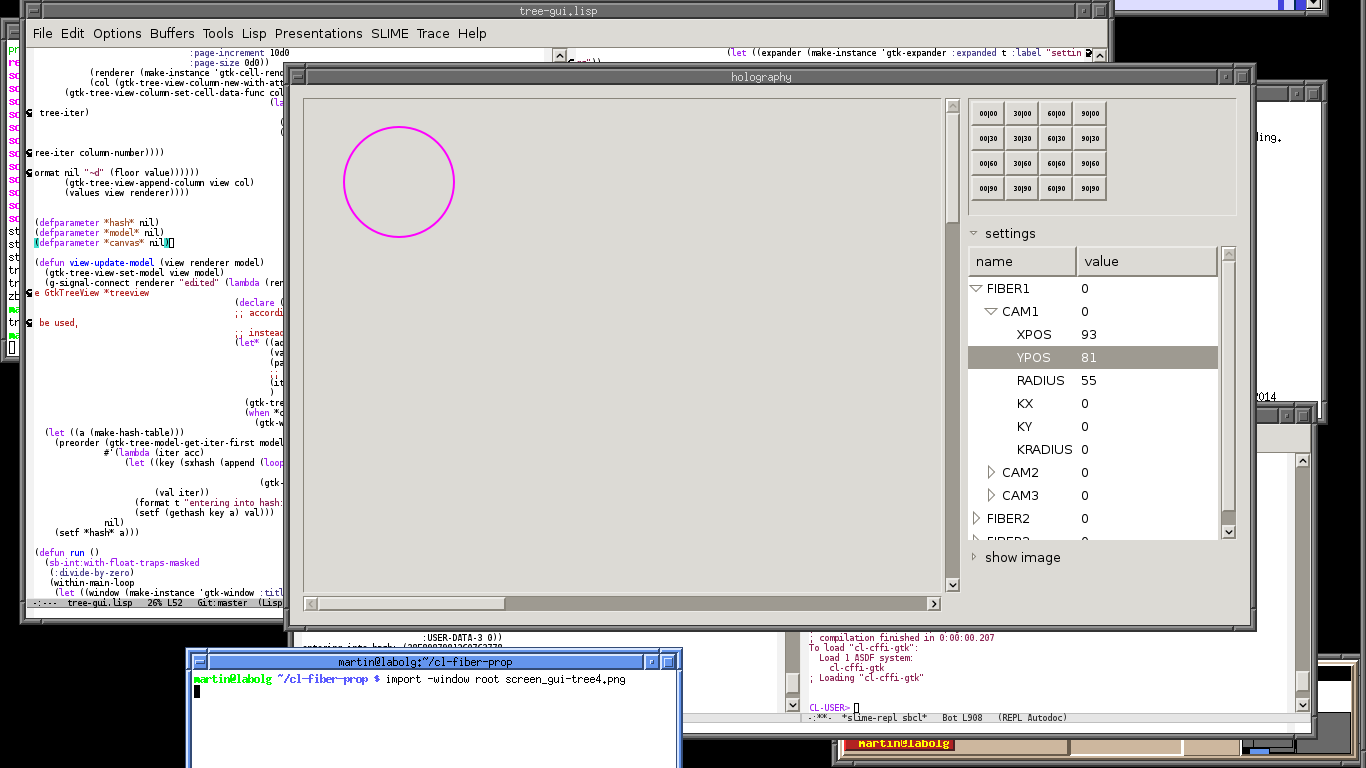 tree-gui.lisp
File Edit Options Buffers Tools Lisp Presentations SLIME Trace Help
:page-increment 10d0
:page-size 0d0))
(renderer (make-instance 'gtk-cell-ren
(col (gtk-tree-view-column-new-with-at
(gtk-tree-view-column-set-cell-data-func col
(la
tree-iter)
ree-iter column-number))))
ormat nil "~d" (floor value))))))
(gtk-tree-view-append-column view col)
(values view renderer))))
(defparameter *hash* nil)
(defparameter *model* nil)
(defparameter *canvas* nil)
(defun view-update-model (view renderer model)
(gtk-tree-view-set-model view model)
(g-signal-connect renderer "edited" (lambda (ren
e GtkTreeView *treeview
(declare (
;; accordi
be used,
;; instead
(let* ((ad
(va
(pa
;;
(it
)
(gtk-tre
(when *c
(gtk-w
(let ((a (make-hash-table)))
(preorder (gtk-tree-model-get-iter-first model
#'(lambda (iter acc)
(let ((key (sxhash (append (loop
(gtk-
(val iter))
(format t "entering into hash:
(setf (gethash key a) val)))
nil)
(setf *hash* a)))
(defun run ()
(sb-int:with-float-traps-masked
(:divide-by-zero)
(within-main-loop
(let ((window (make-instance 'gtk-window :titl
-:--- tree-gui.lisp 26% L52 Git:master (Lisp
(let ((expander (make-instance 'gtk-expander :expanded t :label "settin
holography
00|00 30|00 60|00 90|00
00|30 30|30 60|30 90|30
00|60 30|60 60|60 90|60
00|90 30|90 60|90 90|90
settings
name value
FIBER1 0
CAM1 0
XPOS 93
YPOS 81
RADIUS 55
KX 0
KY 0
KRADIUS 0
CAM2 0
CAM3 0
FIBER2 0
show image
ling.
2014
:USER-DATA-3 0))
; compilation finished in 0:00:00.207
To load "cl-cffi-gtk":
Load 1 ASDF system:
cl-cffi-gtk
; Loading "cl-cffi-gtk"
CL-USER>
-:**- *slime-repl sbcl* Bot L908 (REPL Autodoc)
martin@labolg:~/cl-fiber-prop
martin@labolg ~/cl-fiber-prop $ import -window root screen_gui-tree4.png
martin@labolg